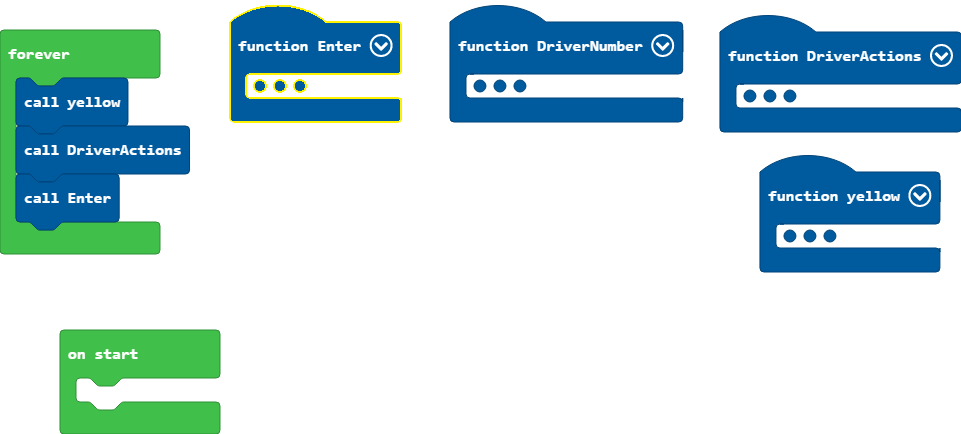 forever
call yellow
call DriverActions
call Enter
function Enter
function DriverNumber
function DriverActions
function yellow
on start